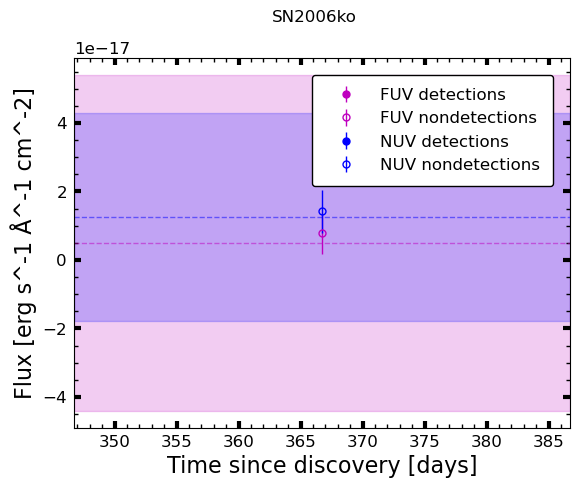 SN2006ko
1e−17
FUV detections
FUV nondetections
NUV detections
NUV nondetections
4
2
0
−2
−4
Flux [erg s^-1 Å^-1 cm^-2]
350 355 360 365 370 375 380 385
Time since discovery [days]